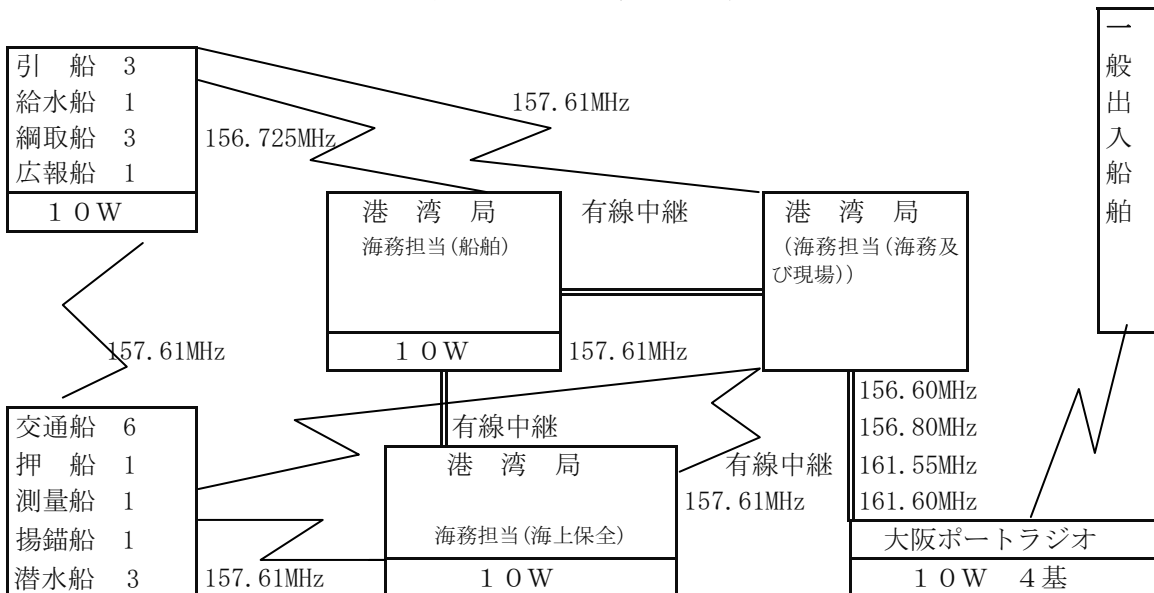 引　船　3
給水船　1
綱取船　3
広報船　1
１０W
156.725MHz
157.61MHz
一般出入船舶
港　湾　局
海務担当(船舶)
１０W
有線中継
港　湾　局
(海務担当(海務及
び現場))
157.61MHz
157.61MHz
交通船　6
押　船　1
測量船　1
揚錨船　1
潜水船　3
157.61MHz
有線中継
港　湾　局
海務担当(海上保全)
１０W
157.61MHz
有線中継
156.60MHz
156.80MHz
161.55MHz
161.60MHz
大阪ポートラジオ
１０W　４基